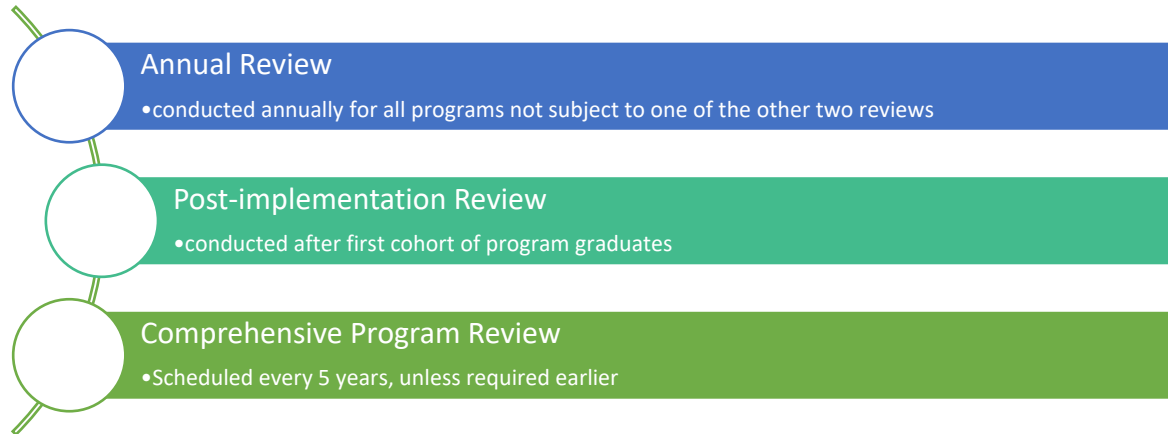 Annual Review
•conducted annually for all programs not subject to one of the other two reviews
Post-implementation Review
•conducted after first cohort of program graduates
Comprehensive Program Review
•Scheduled every 5 years, unless required earlier